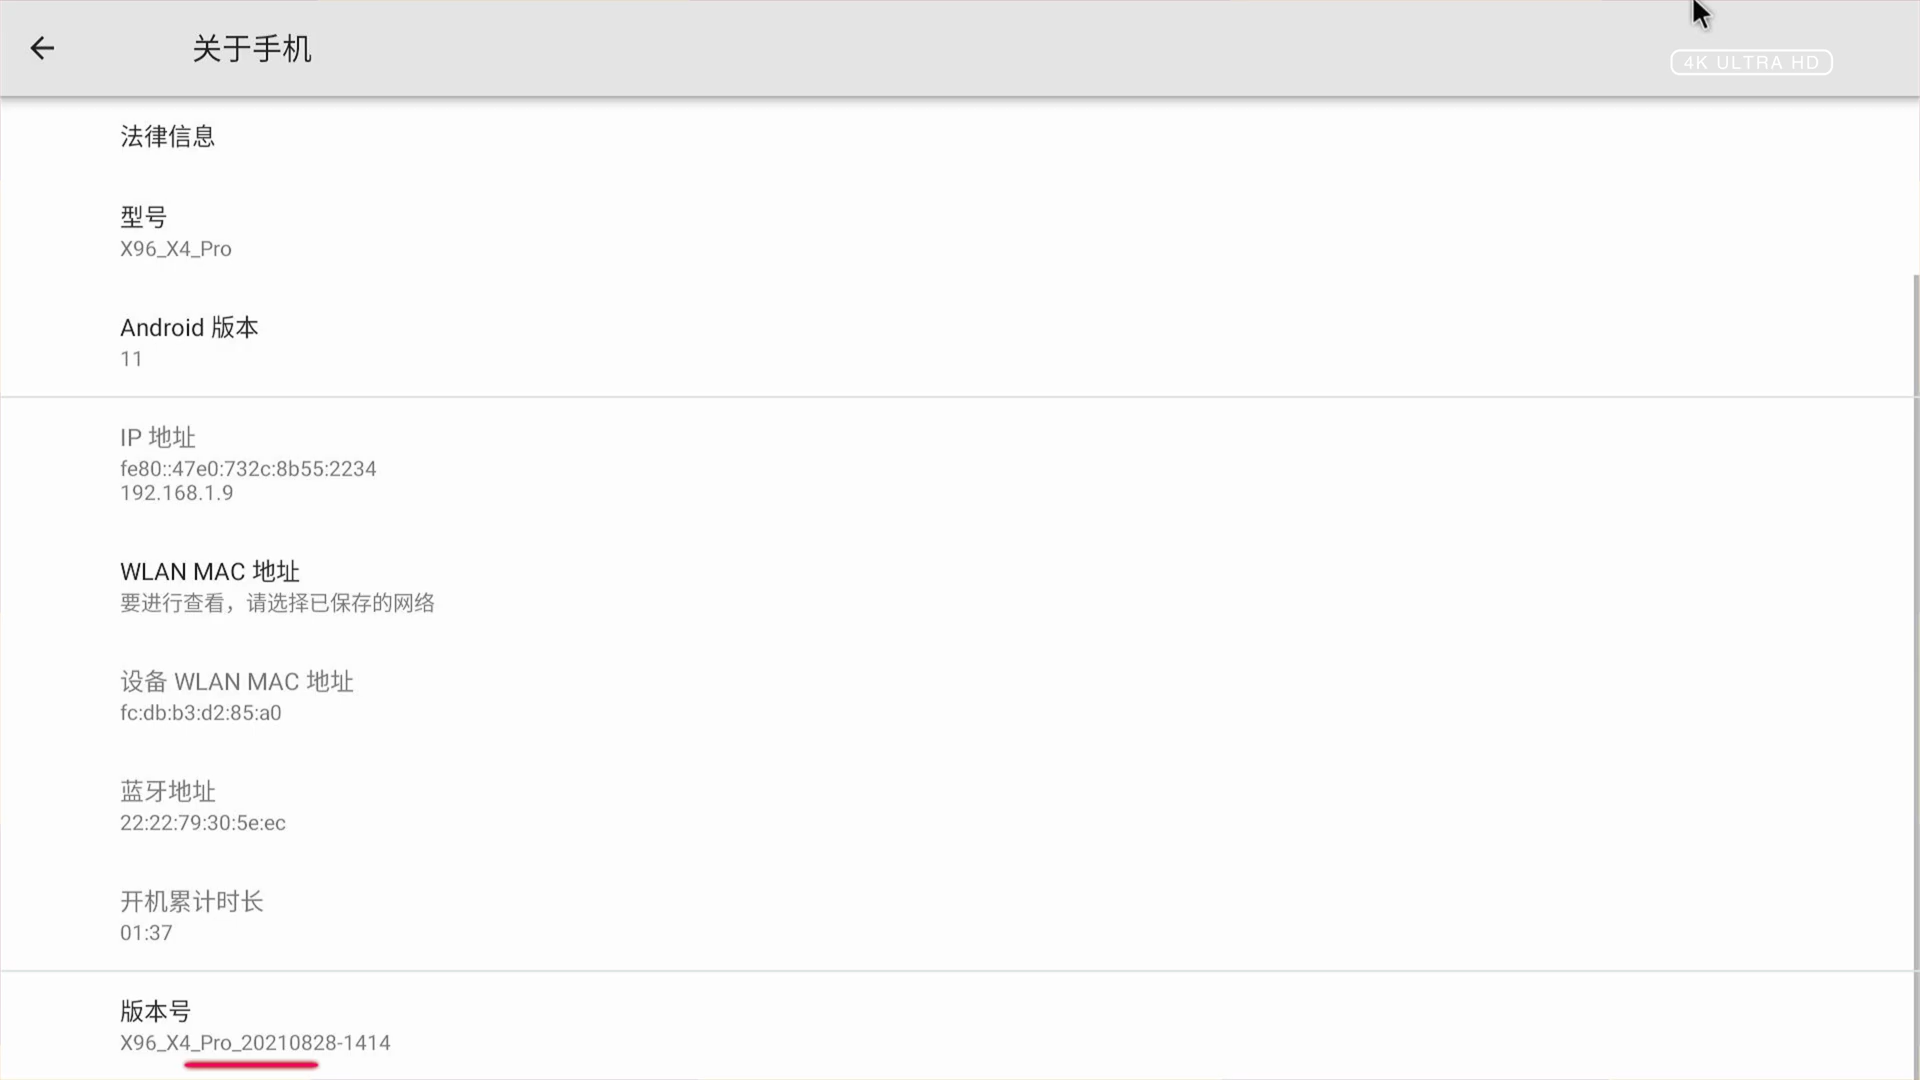 关于手机
4K ULTRA HD
法律信息
型号
X96_X4_Pro
Android 版本
11
IP 地址
fe80::47e0:732c:8b55:2234
192.168.1.9
WLAN MAC 地址
要进行查看，请选择已保存的网络
设备 WLAN MAC 地址
fc:db:b3:d2:85:a0
蓝牙地址
22:22:79:30:5e:ec
开机累计时长
01:37
版本号
X96_X4_Pro_20210828-1414